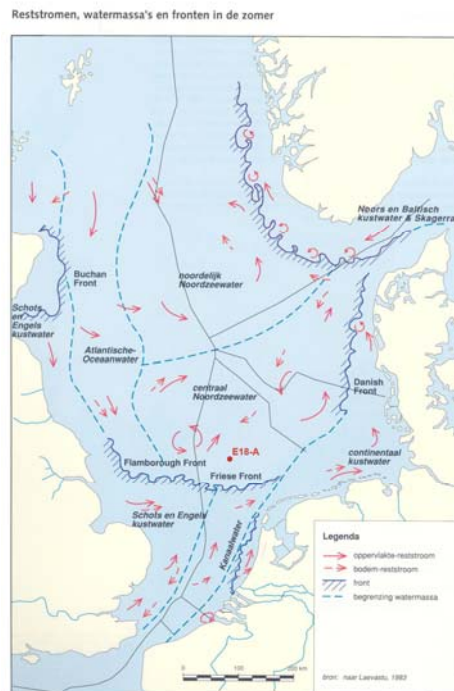 Reststromen, watermassa's en fronten in de zomer
Noors en Baltisch
kustwater & Skagerra
Buchan
Front
noordelijk
Noordzeewater
Schots
en
Engels
kustwater
Atlantische-
Oceaanwater
centraal
Noordzeewater
Danish
Front
E18-A
continentaal
kustwater
Flamborough Front
Friese Front
Schots en Engels
kustwater
Kanaalwater
Legenda
oppervlakte-reststroom
bodem-reststroom
front
begrenzing watermassa
0 100 200 km
bron: naar Laevastu, 1983